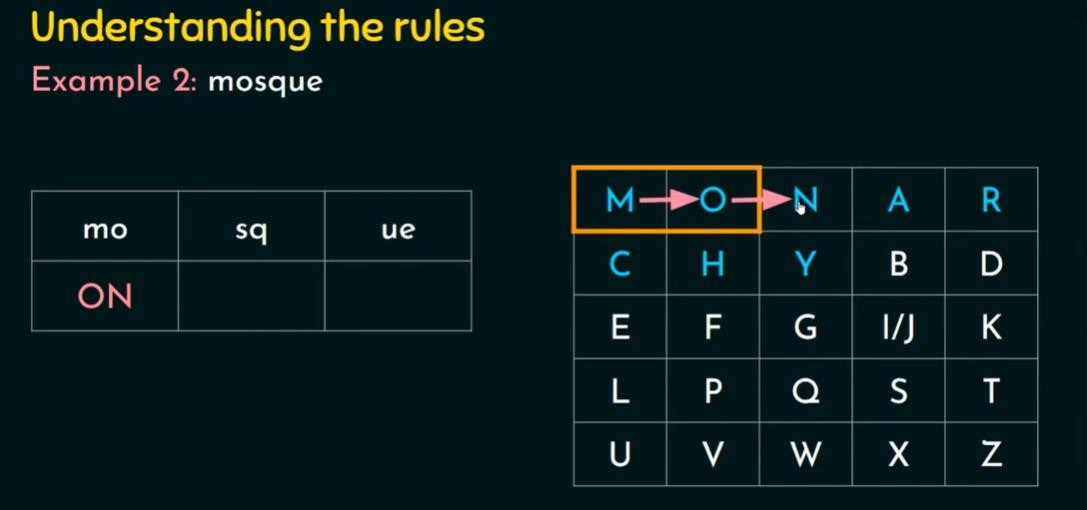 Understanding the rules
Example 2: mosque
mo sq ue
ON
M O N A R
C H Y B D
E F G I/J K
L P Q S T
U V W X Z